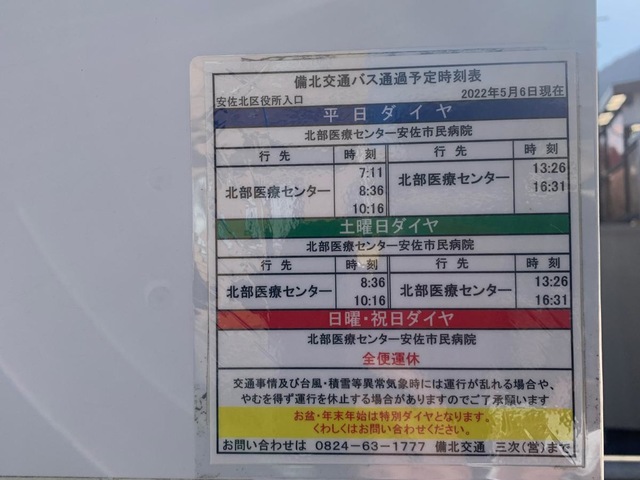 備北交通バス通過予定時刻表
安佐北区役所入口 2022年5月6日現在
平日ダイヤ
北部医療センター安佐市民病院
行先 時刻 行先 時刻
北部医療センター 7:11 8:36 10:16 北部医療センター 13:26 16:31
土曜日ダイヤ
北部医療センター安佐市民病院
行先 時刻 行先 時刻
北部医療センター 8:36 10:16 北部医療センター 13:26 16:31
日曜・祝日ダイヤ
北部医療センター安佐市民病院
全便運休
交通事情及び台風・積雪等異常気象時には運行が乱れる場合や、
やむを得ず運行を休止する場合がありますのでご了承願います
お盆・年末年始は特別ダイヤとなります。
くわしくはお問い合わせください。
お問い合わせは 0824-63-1777 備北交通 三次(営)まで